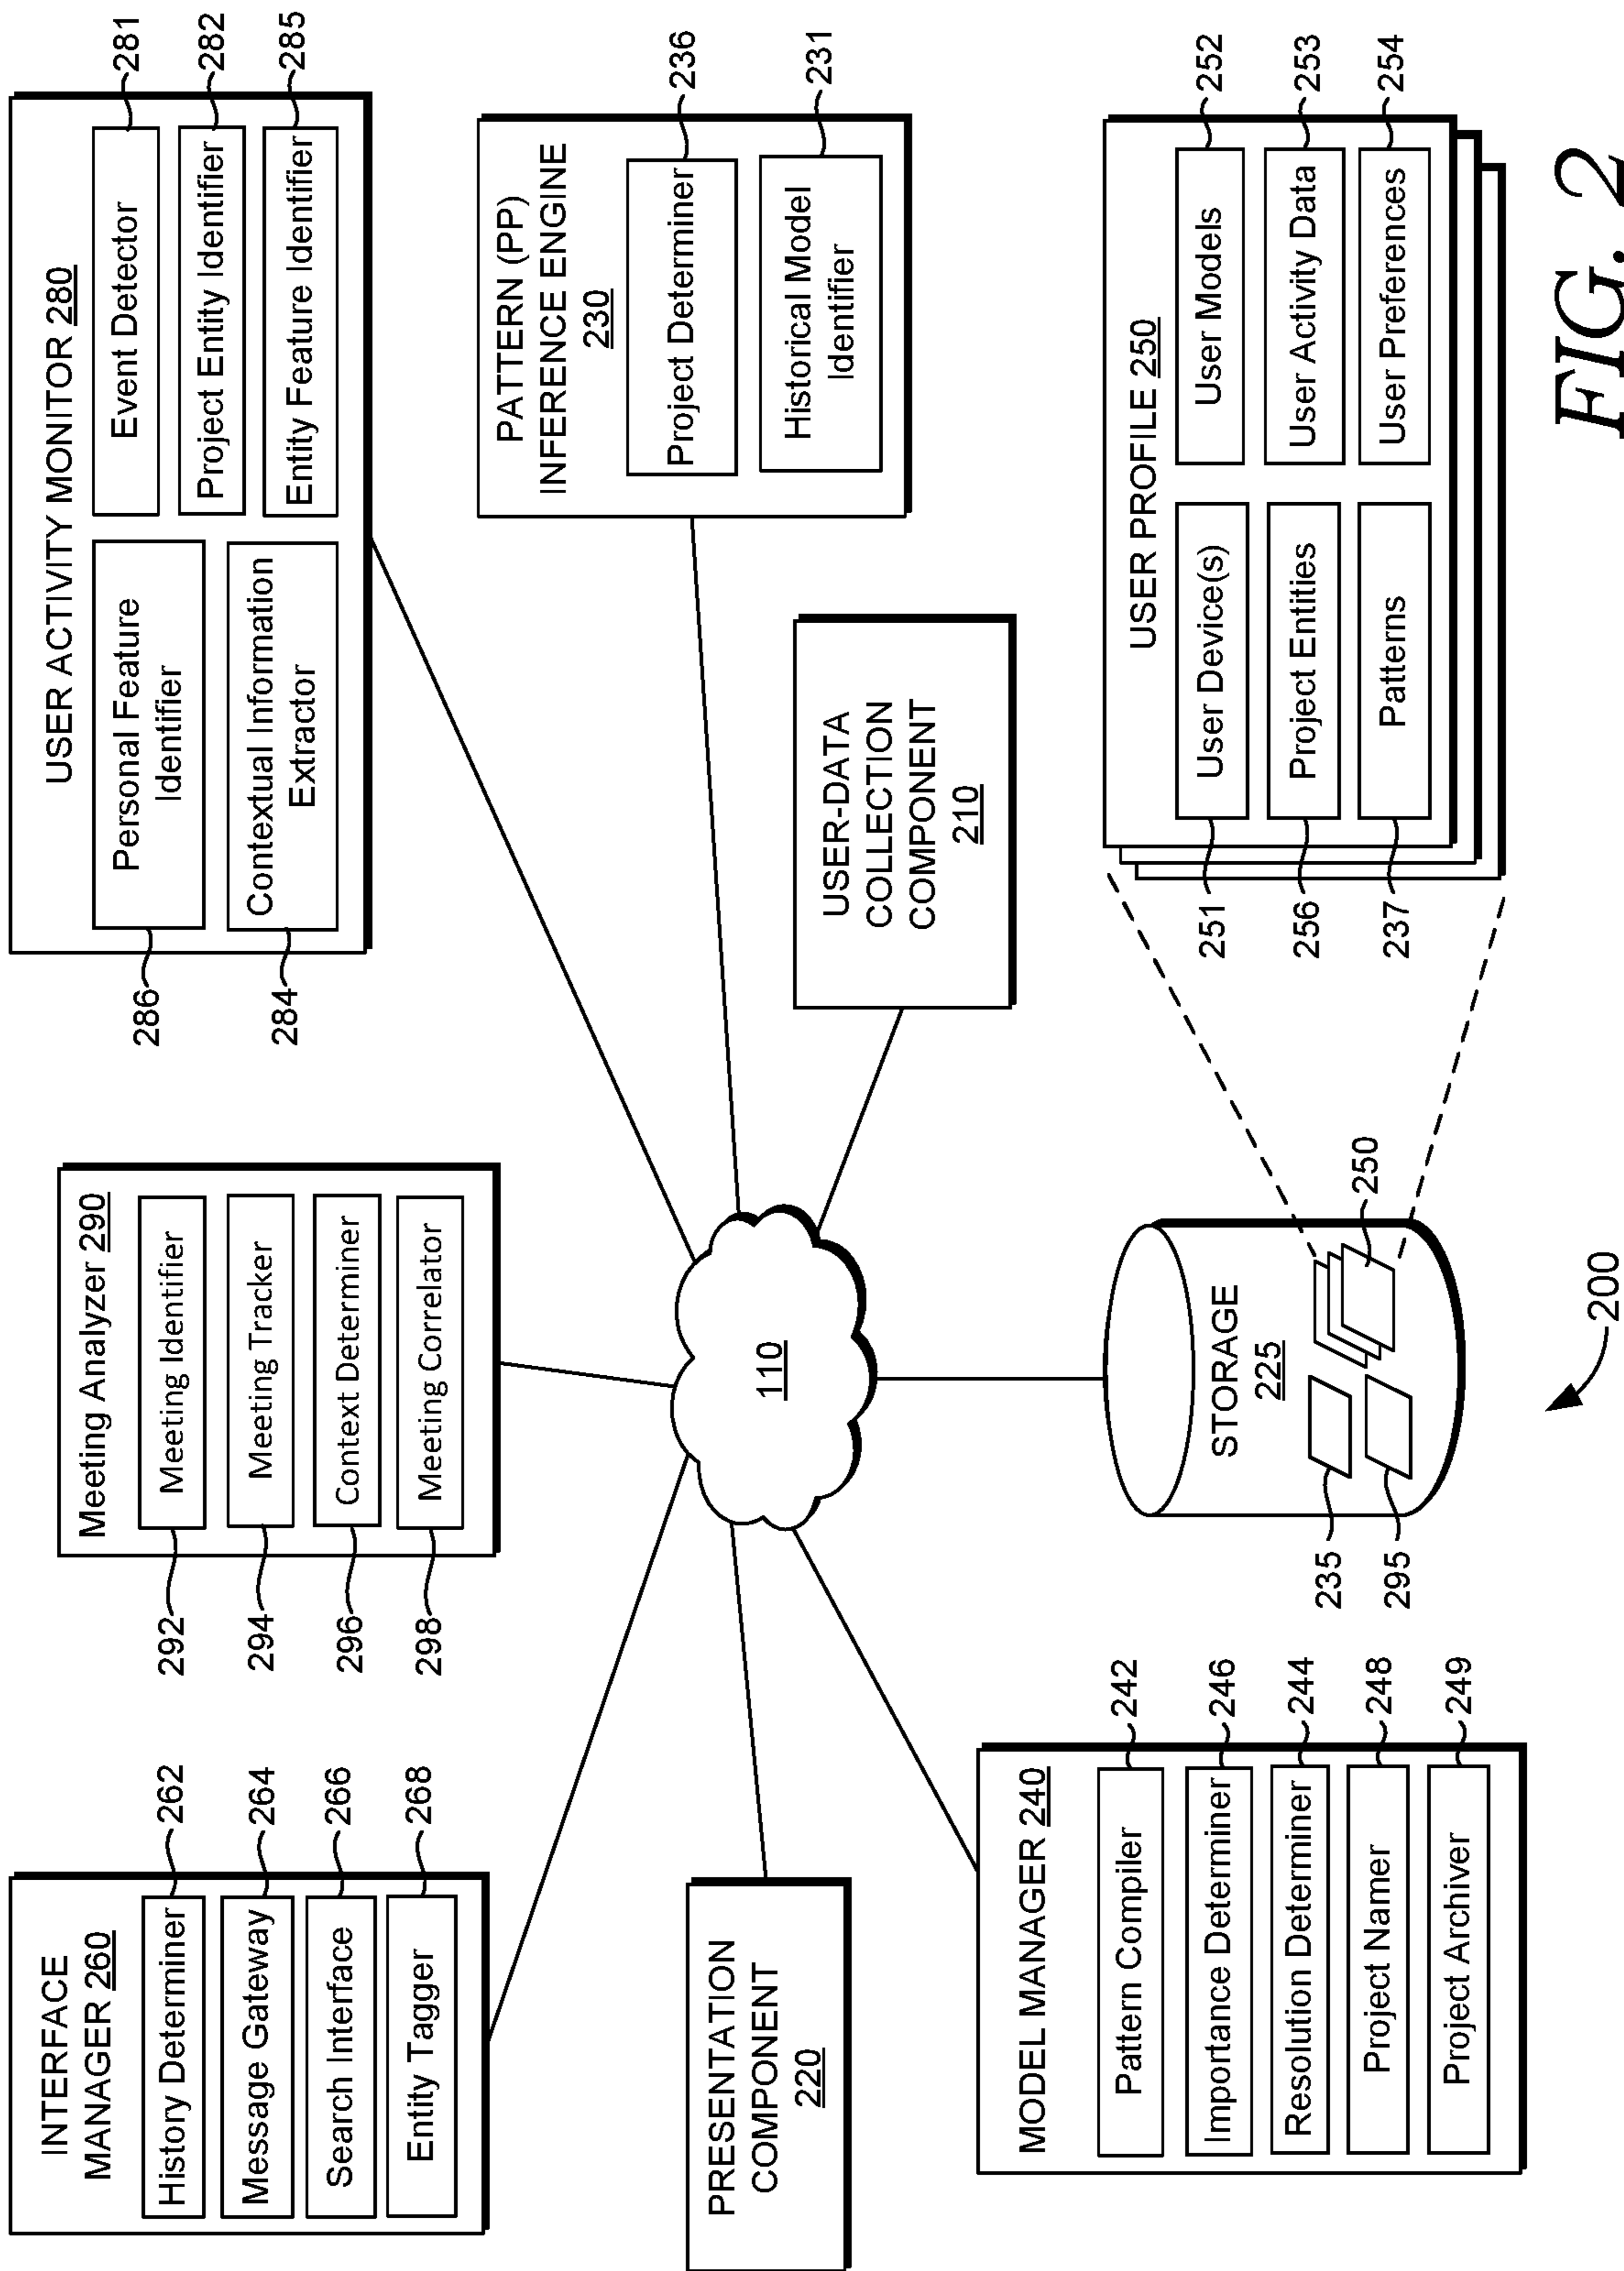 INTERFACE
MANAGER 260
History Determiner
262
Message Gateway
264
Search Interface
266
Entity Tagger
268
Meeting Analyzer 290
292
Meeting Identifier
294
Meeting Tracker
296
Context Determiner
298
Meeting Correlator
USER ACTIVITY MONITOR 280
286
Personal Feature
Identifier
284
Contextual Information
Extractor
Event Detector
281
Project Entity Identifier
282
Entity Feature Identifier
285
PATTERN (PP)
INFERENCE ENGINE
230
Project Determiner
236
Historical Model
Identifier
231
PRESENTATION
COMPONENT
220
110
USER-DATA
COLLECTION
COMPONENT
210
MODEL MANAGER 240
Pattern Compiler
242
Importance Determiner
246
Resolution Determiner
244
Project Namer
248
Project Archiver
249
STORAGE
225
235
295
250
USER PROFILE 250
251
User Device(s)
256
Project Entities
237
Patterns
User Models
252
User Activity Data
253
User Preferences
254
200
FIG. 2